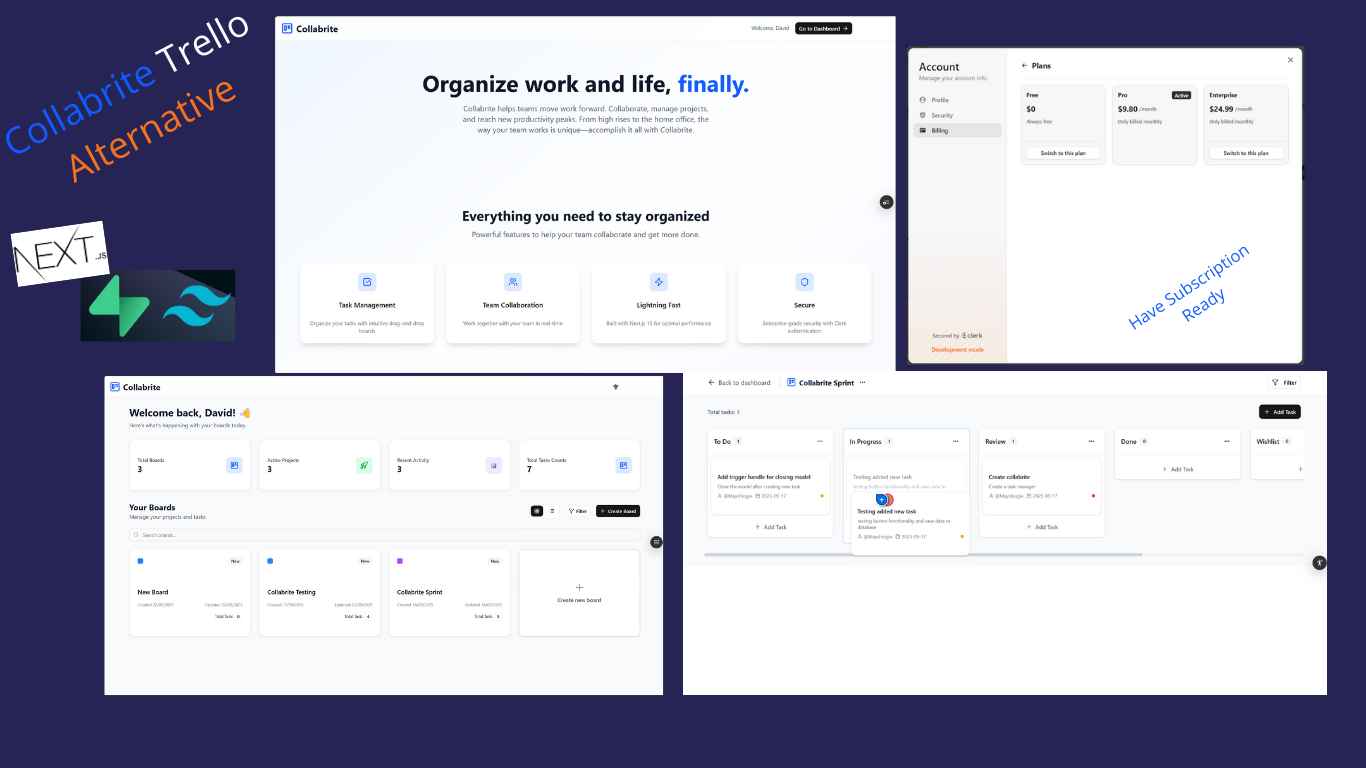 Collabrite Trello
Alternative
NEXT.JS
Collabrite
Welcome, David
Go to Dashboard
Organize work and life, finally.
Collabrite helps teams move work forward. Collaborate, manage projects,
and reach new productivity peaks. From high rises to the home office, the
way your team works is unique—accomplish it all with Collabrite.
Everything you need to stay organized
Powerful features to help your team collaborate and get more done.
Task Management
Organize your tasks with intuitive drag-and-drop
boards
Team Collaboration
Work together with your team in real-time
Lightning Fast
Built with Next.js 15 for optimal performance
Secure
Enterprise-grade security with Clerk
authentication
Account
Manage your account info.
Profile
Security
Billing
Plans
Free
$0
Always free
Switch to this plan
Pro
Active
$9.80 /month
Only billed monthly
Enterprise
$24.99 /month
Only billed monthly
Switch to this plan
Have Subscription
Ready
Secured by clerk
Development mode
Collabrite
Welcome back, David!
Here's what's happening with your boards today.
Total Boards
3
Active Projects
3
Recent Activity
3
Total Tasks Counts
7
Your Boards
Manage your projects and tasks
Filter
Create Board
Search boards...
New
New Board
Created 22/09/2025 Updated 22/09/2025
Total Task: 0
New
Collabrite Testing
Created 17/09/2025 Updated 22/09/2025
Total Task: 4
New
Collabrite Sprint
Created 16/09/2025 Updated 16/09/2025
Total Task: 3
Create new board
Back to dashboard
Collabrite Sprint
Filter
Total tasks: 3
Add Task
To Do 1
Add trigger handle for closing model
Close the model after creating new task
2025-09-17
Add Task
In Progress 1
Testing added new task
testing button functionality and save data to
Testing added new task
testing button functionality and save data to
database
2025-09-17
Review 1
Create collabrite
Create a task manager
2025-09-17
Add Task
Done 0
Add Task
Wishlist 0